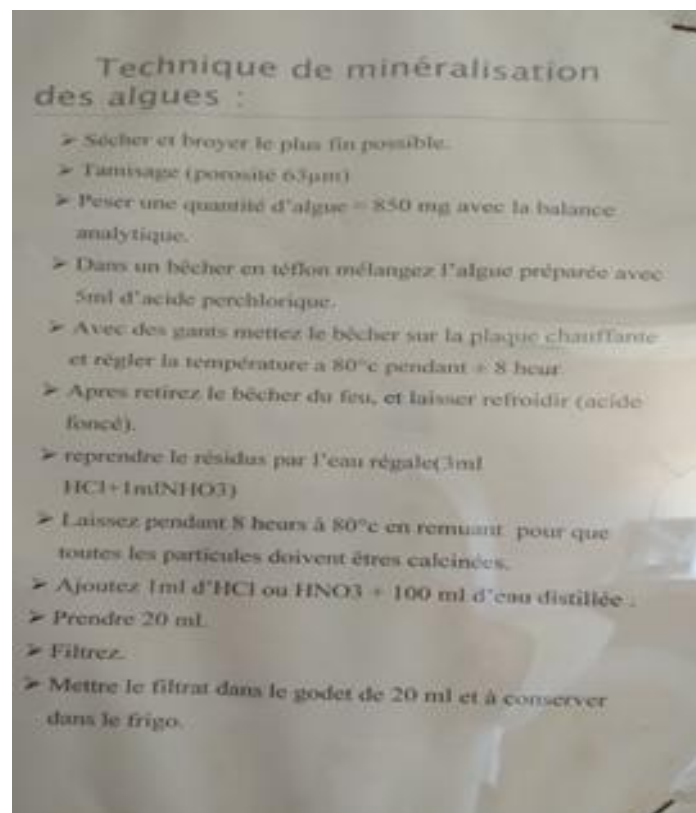 Technique de minéralisation
des algues :
➢ Sécher et broyer le plus fin possible.
➢ Tamisage (porosité 63µm)
➢ Peser une quantité d'algue = 850 mg avec la balance
analytique.
➢ Dans un bécher en téflon mélangez l'algue préparée avec
5ml d'acide perchlorique.
➢ Avec des gants mettez le bécher sur la plaque chauffante
et régler la température a 80°c pendant + 8 heur.
➢ Apres retirez le bécher du feu, et laisser refroidir (acide
foncé).
➢ reprendre le résidus par l'eau régale(3ml
HCl+1mlNHO3)
➢ Laissez pendant 8 heurs à 80°c en remuant pour que
toutes les particules doivent êtres calcinées.
➢ Ajoutez 1ml d'HCl ou HNO3 + 100 ml d'eau distillée .
➢ Prendre 20 ml.
➢ Filtrez.
➢ Mettre le filtrat dans le godet de 20 ml et à conserver
dans le frigo.